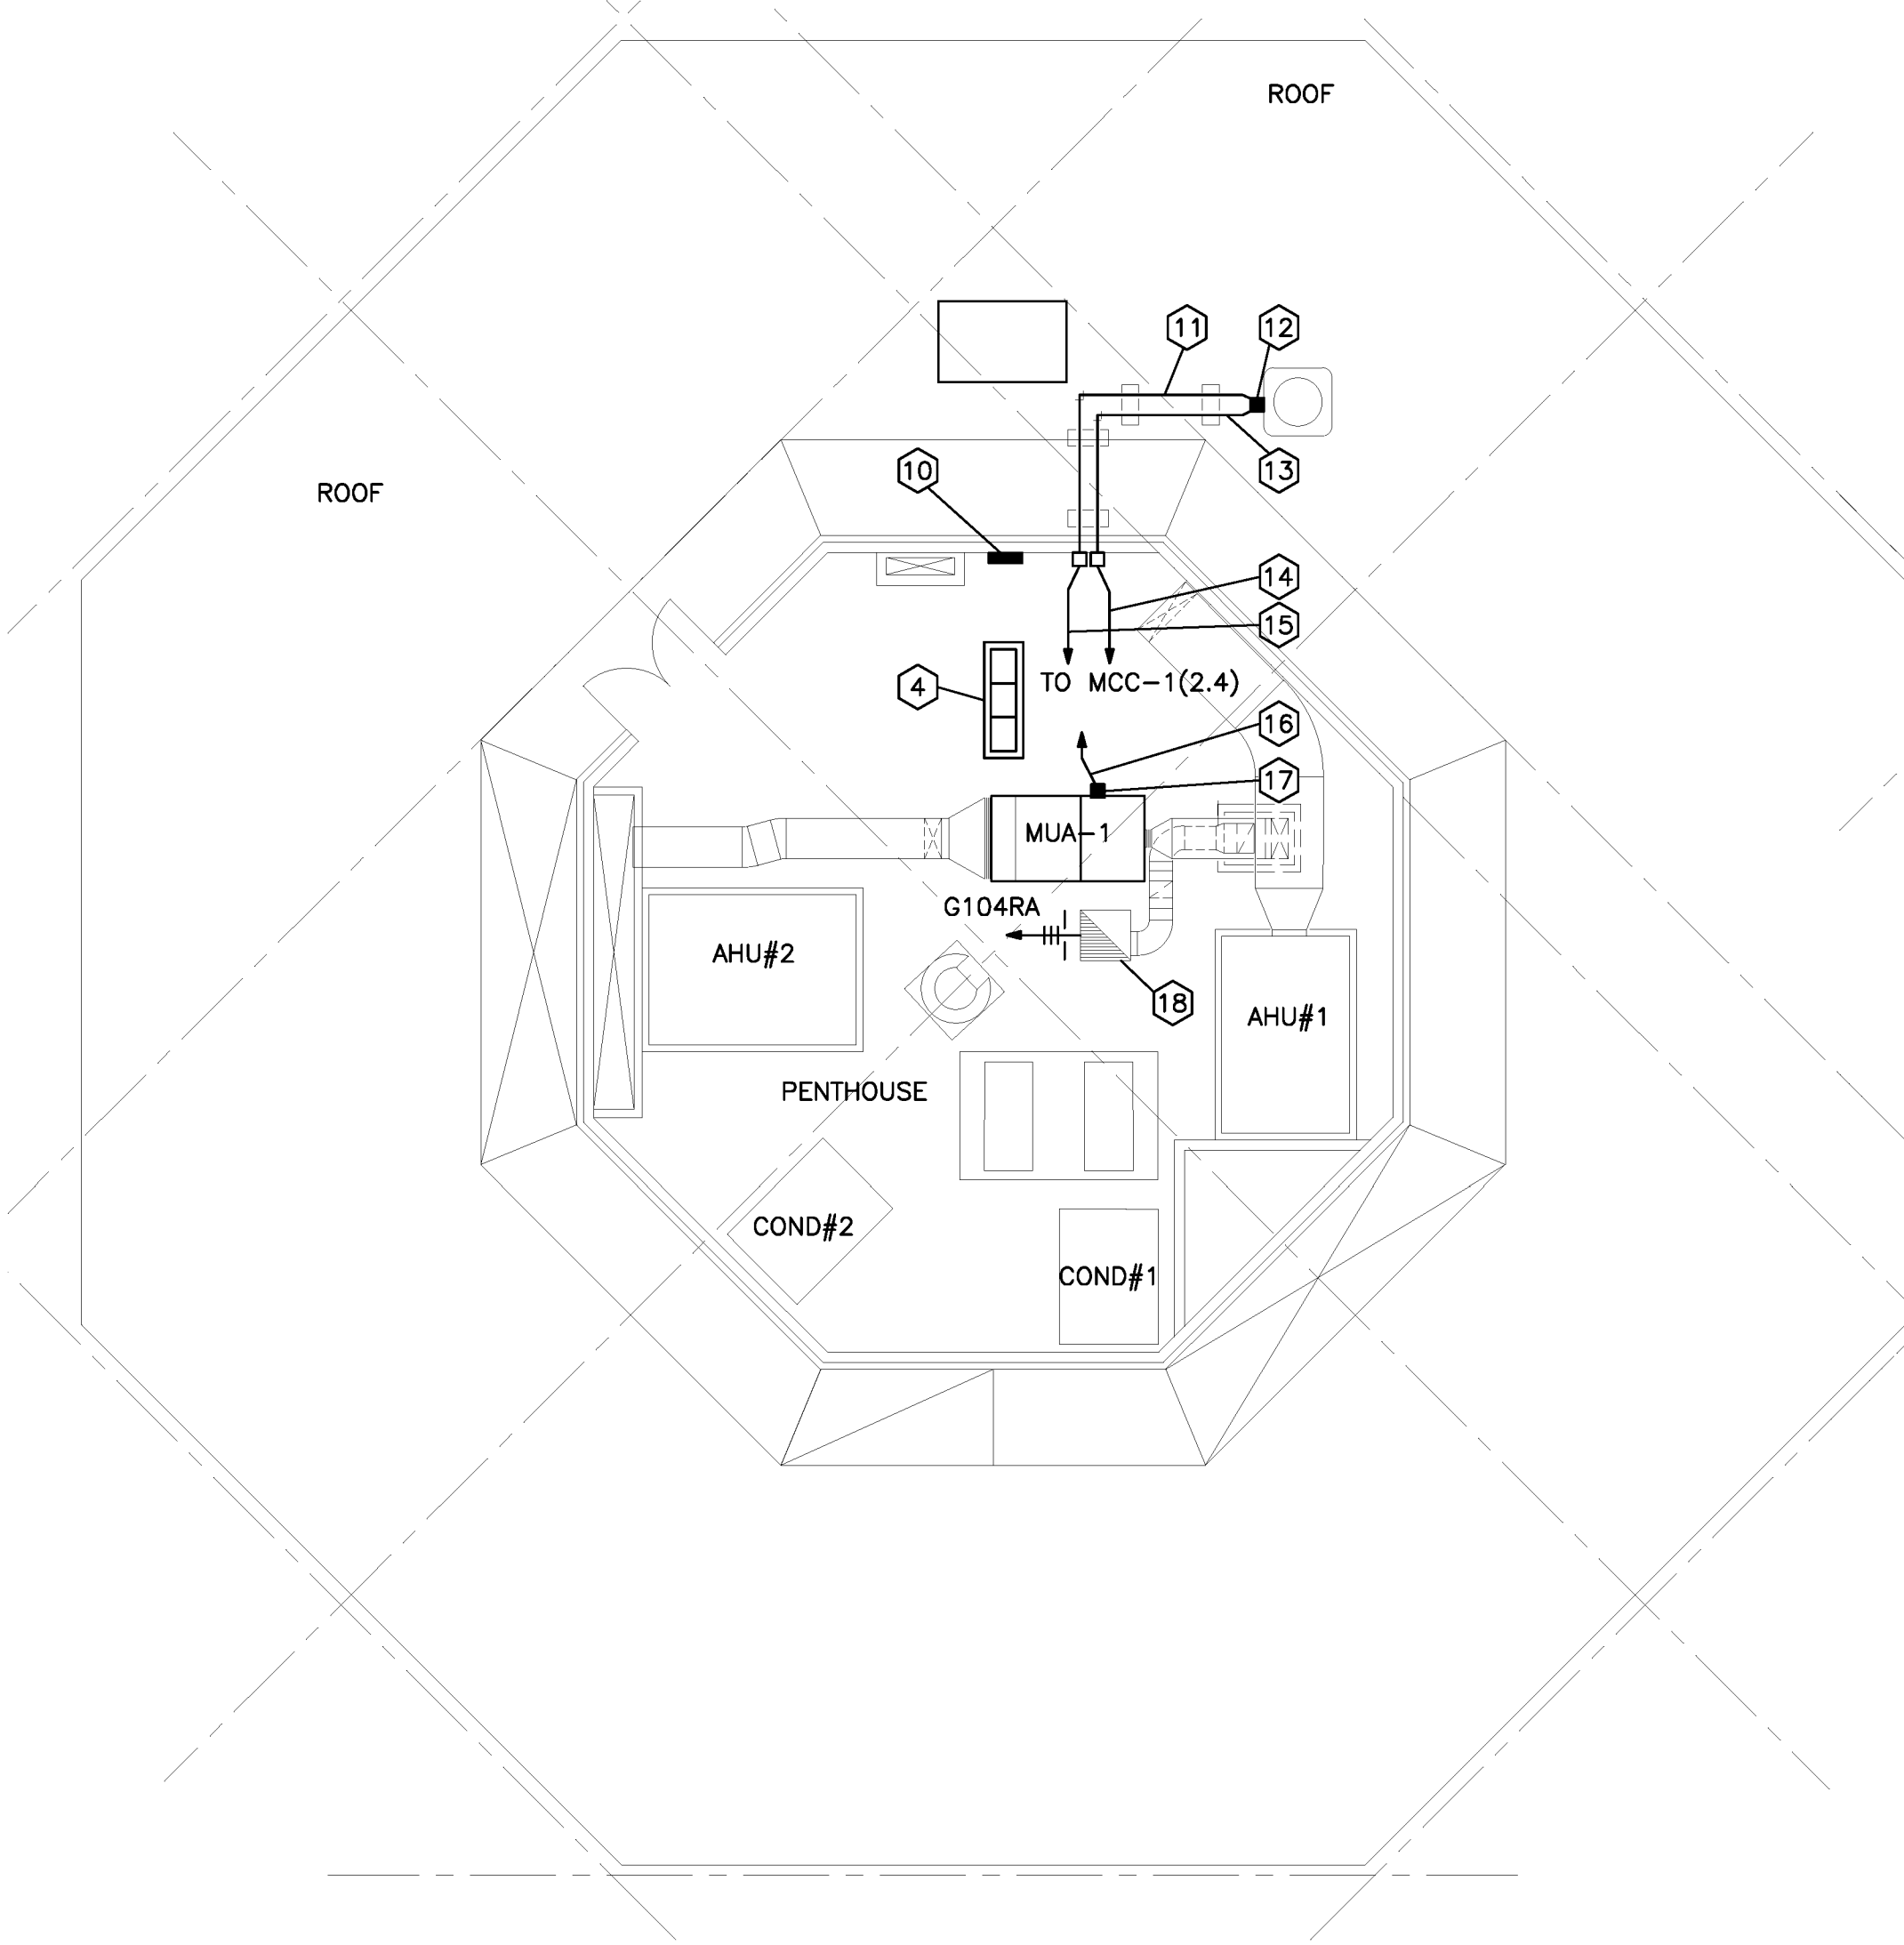 ROOF
11
12
10
13
ROOF
14
15
4
TO MCC-1(2.4)
16
17
MUA-1
G104RA
AHU#2
18
AHU#1
PENTHOUSE
COND#2
COND#1